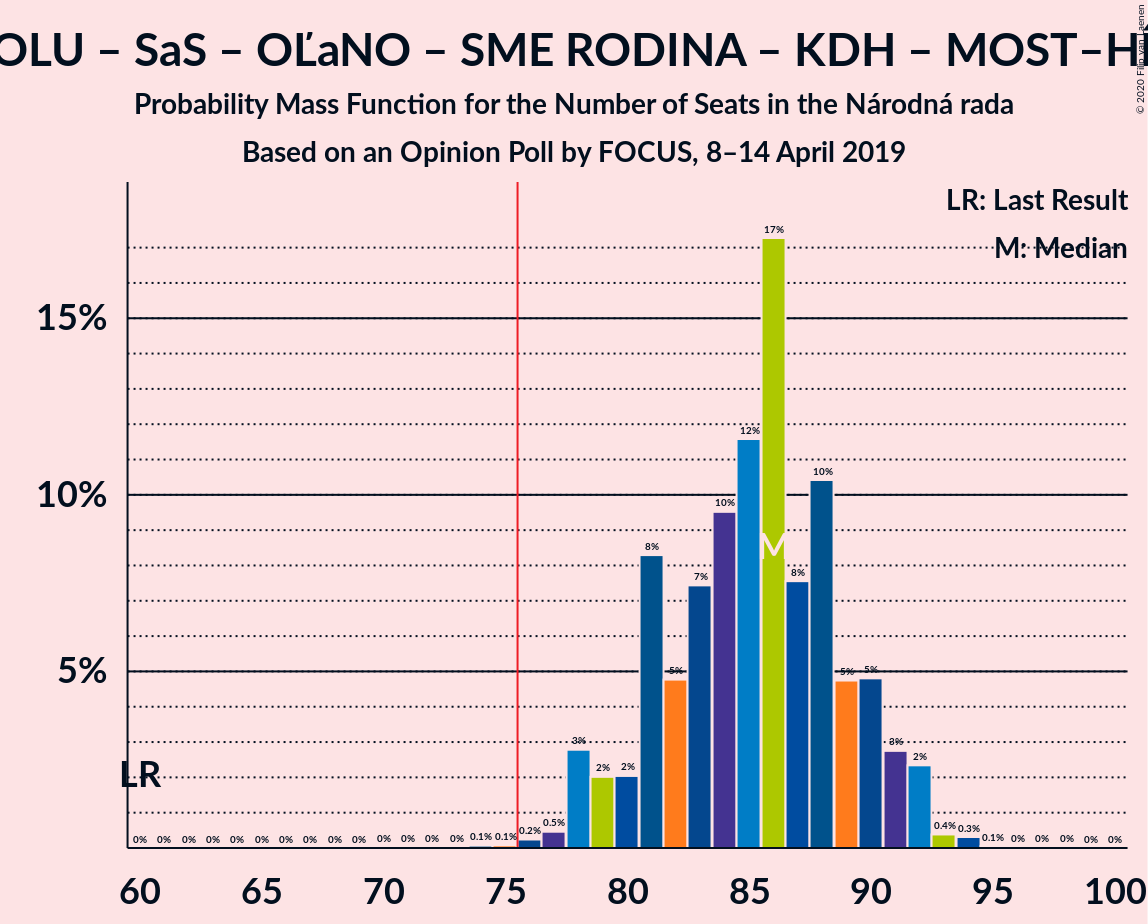 OLU – SaS – OĽaNO – SME RODINA – KDH – MOST–H
Probability Mass Function for the Number of Seats in the Národná rada
Based on an Opinion Poll by FOCUS, 8–14 April 2019
© 2020 Filip van Laenen
LR: Last Result
M: Median
17%
15%
12%
10%
10%
10%
8%
M
8%
7%
5%
5%
5%
5%
3%
3%
2%
2%
2%
LR
0% 0% 0% 0% 0% 0% 0% 0% 0% 0% 0% 0% 0% 0% 0.1% 0.1% 0.2% 0.5% 0.4% 0.3% 0.1% 0% 0% 0% 0% 0%
60 65 70 75 80 85 90 95 100